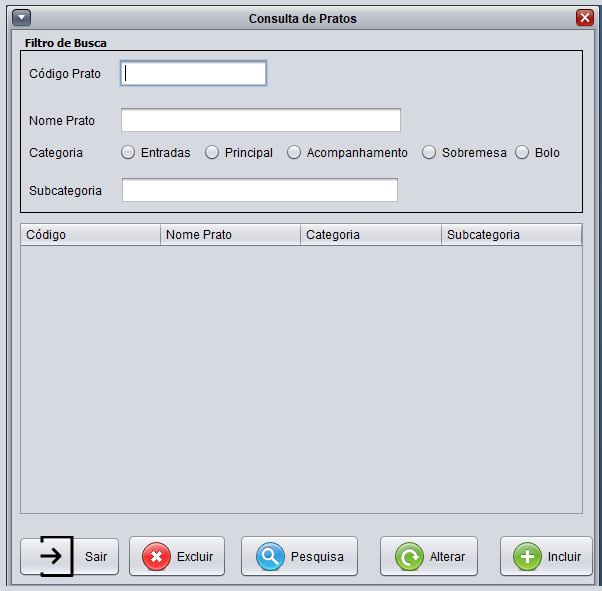 Consulta de Pratos
Filtro de Busca
Código Prato
Nome Prato
Categoria Entradas Principal Acompanhamento Sobremesa Bolo
Subcategoria
Código Nome Prato Categoria Subcategoria
Sair Excluir Pesquisa Alterar Incluir